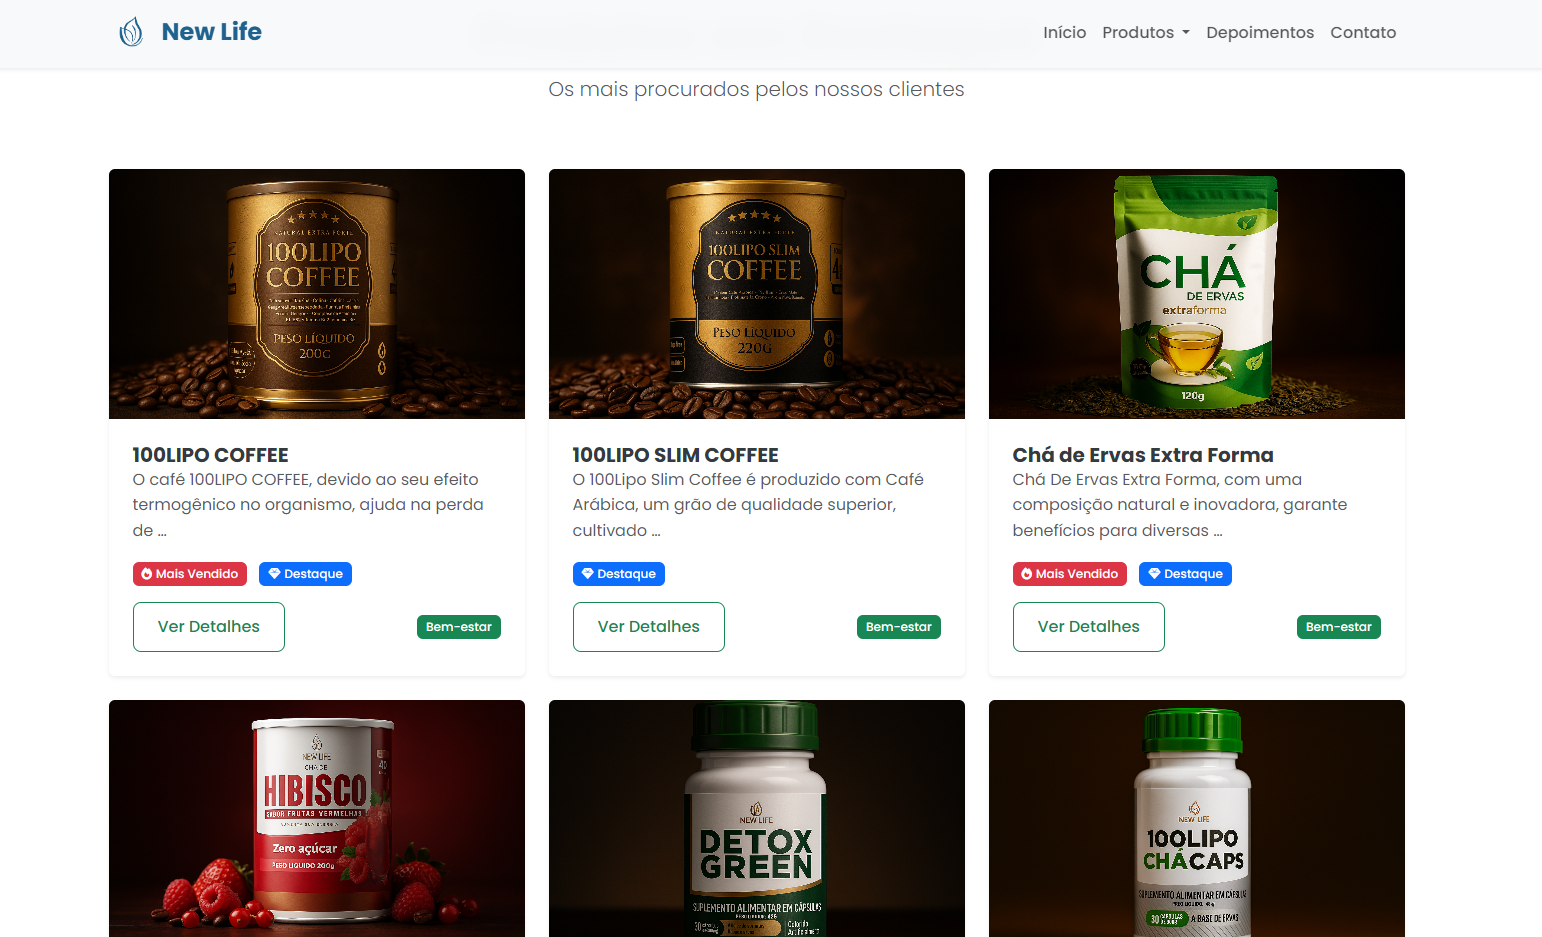 New Life
Início Produtos Depoimentos Contato
Os mais procurados pelos nossos clientes
NATURAL EXTRA FORTE
100LIPO
COFFEE
PESO LÍQUIDO
200G
100LIPO SLIM
COFFEE
PESO LÍQUIDO
220G
CHÁ
DE ERVAS
extraforma
120g
100LIPO COFFEE
O café 100LIPO COFFEE, devido ao seu efeito
termogênico no organismo, ajuda na perda
de ...
Mais Vendido Destaque
Ver Detalhes Bem-estar
100LIPO SLIM COFFEE
O 100Lipo Slim Coffee é produzido com Café
Arábica, um grão de qualidade superior,
cultivado ...
Destaque
Ver Detalhes Bem-estar
Chá de Ervas Extra Forma
Chá De Ervas Extra Forma, com uma
composição natural e inovadora, garante
benefícios para diversas ...
Mais Vendido Destaque
Ver Detalhes Bem-estar
NEW LIFE
CHÁ DE
HIBISCO
SABOR FRUTAS VERMELHAS
Zero açúcar
PESO LÍQUIDO 200g
NEW LIFE
DETOX
GREEN
SUPLEMENTO ALIMENTAR EM CÁPSULAS
NEW LIFE
100LIPO
CHÁCAPS
SUPLEMENTO ALIMENTAR EM CÁPSULAS
30 CÁPSULAS
À BASE DE ERVAS